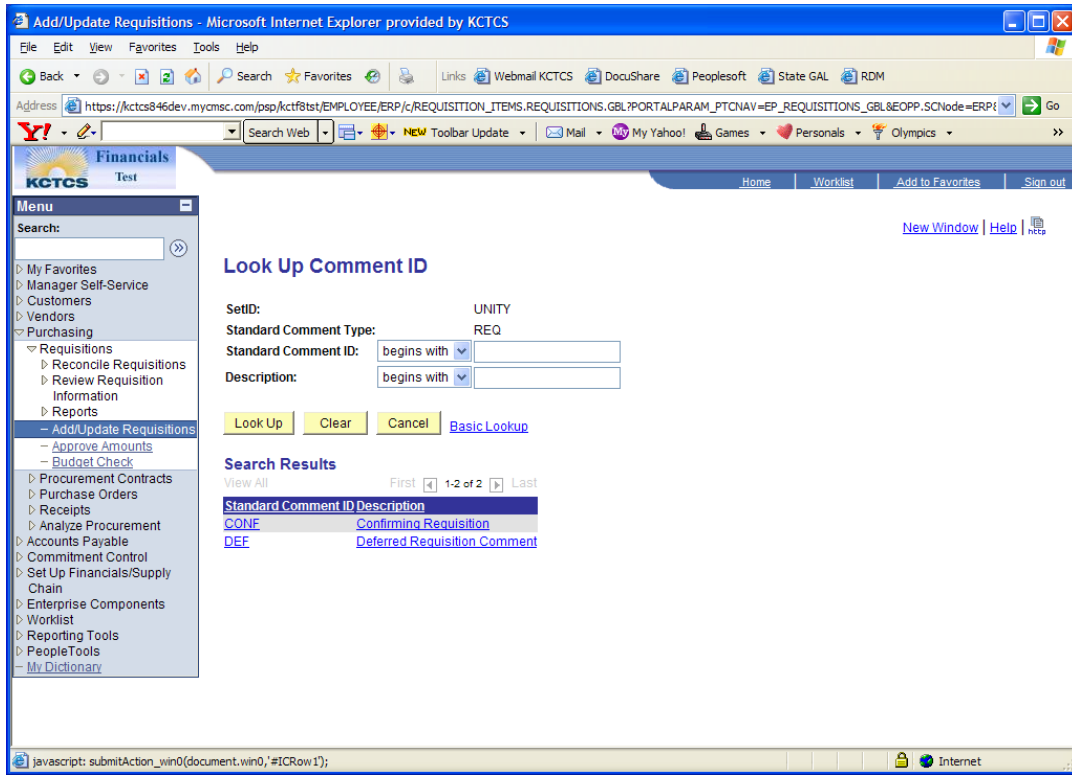 Add/Update Requisitions - Microsoft Internet Explorer provided by KCTCS
File Edit View Favorites Tools Help
Back Search Favorites Links Webmail KCTCS DocuShare Peoplesoft State GAL RDM
Address https://kctcs846dev.mycmsc.com/psp/kctf8tst/EMPLOYEE/ERP/c/REQUISITION_ITEMS.REQUISITIONS.GBL?PORTALPARAM_PTCNAV=EP_REQUISITIONS_GBL&EOPP.SCNode=ERP& Go
Y! Search Web NEW Toolbar Update Mail My My Yahoo! Games Personals Olympics »
Financials
KCTCS Test
Home Worklist Add to Favorites Sign out
Menu
New Window | Help | http
Search:
My Favorites
Manager Self-Service
Customers
Vendors
Purchasing
Requisitions
Reconcile Requisitions
Review Requisition
Information
Reports
Add/Update Requisitions
Approve Amounts
Budget Check
Procurement Contracts
Purchase Orders
Receipts
Analyze Procurement
Accounts Payable
Commitment Control
Set Up Financials/Supply
Chain
Enterprise Components
Worklist
Reporting Tools
PeopleTools
My Dictionary
Look Up Comment ID
SetID: UNITY
Standard Comment Type: REQ
Standard Comment ID: begins with
Description: begins with
Look Up Clear Cancel Basic Lookup
Search Results
View All First 1-2 of 2 Last
Standard Comment ID Description
CONF Confirming Requisition
DEF Deferred Requisition Comment
javascript: submitAction_win0(document.win0,'#ICRow1'); Internet